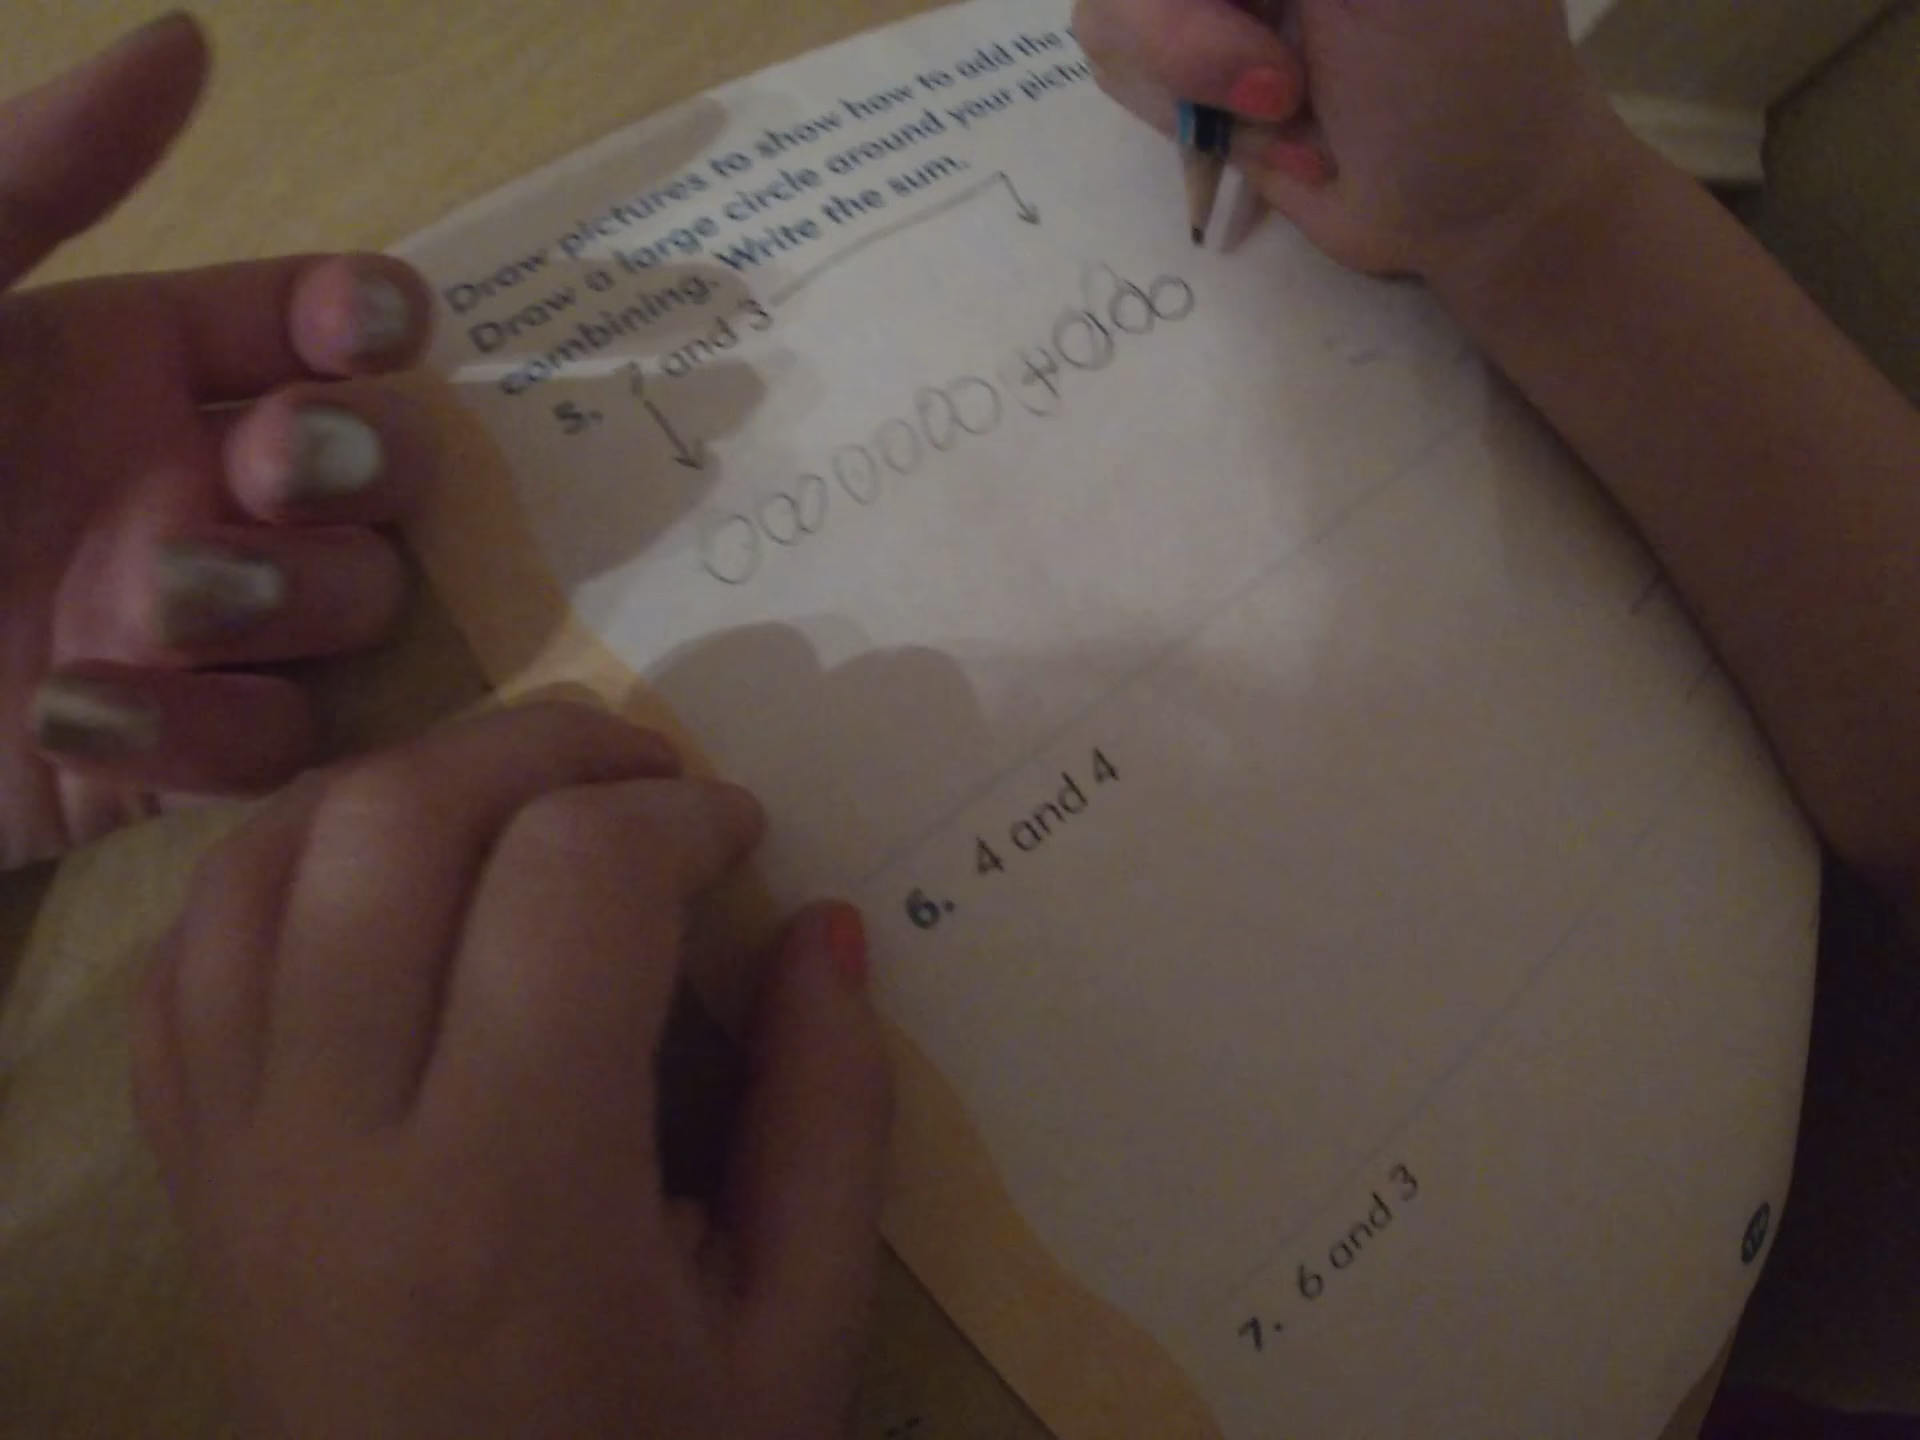 Draw pictures to show how to add the
Draw a large circle around your
combining. Write the sum.
5. 7 and 3
+
6. 4 and 4
7. 6 and 3